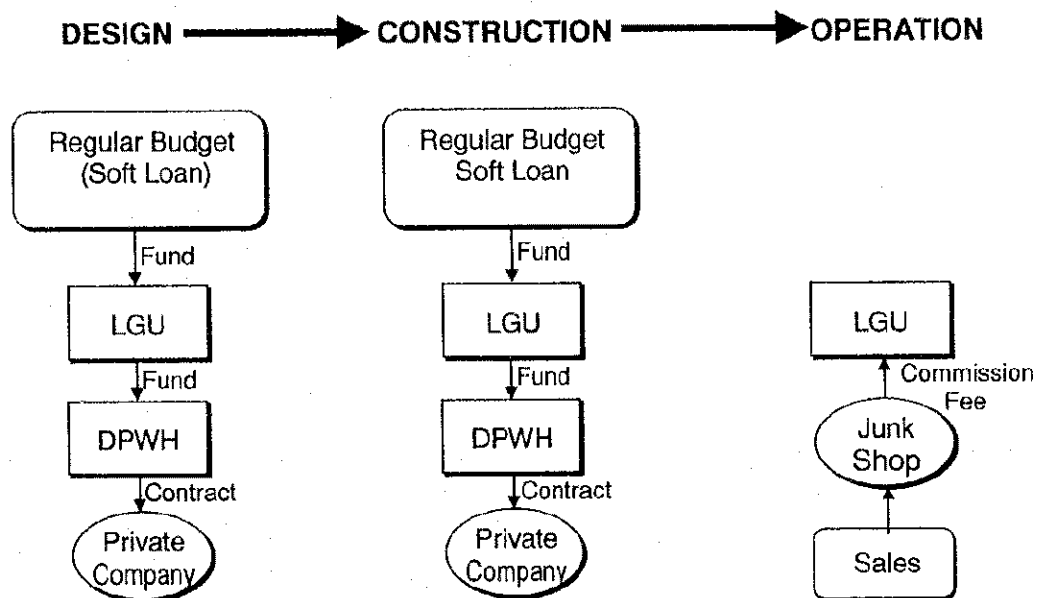 DESIGN CONSTRUCTION OPERATION
Regular Budget
(Soft Loan)
Fund
LGU
Fund
DPWH
Contract
Private
Company
Regular Budget
Soft Loan
Fund
LGU
Fund
DPWH
Contract
Private
Company
LGU
Commission
Fee
Junk
Shop
Sales